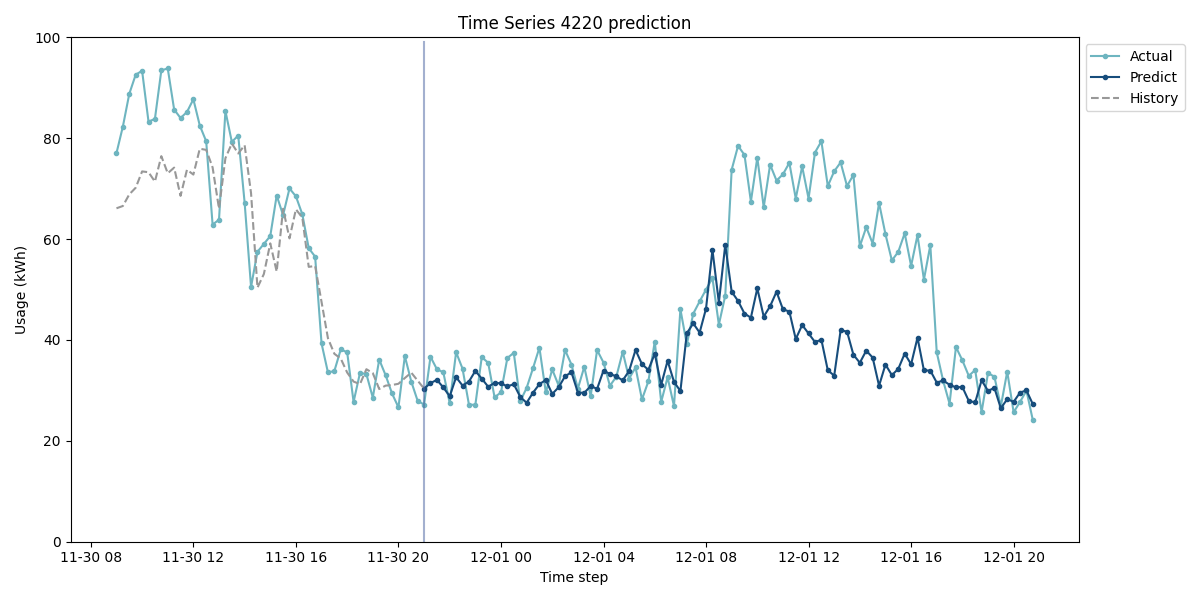 Time Series 4220 prediction
Usage (kWh)
100
80
60
40
20
0
11-30 08
11-30 12
11-30 16
11-30 20
12-01 00
12-01 04
12-01 08
12-01 12
12-01 16
12-01 20
Time step
Actual
Predict
History